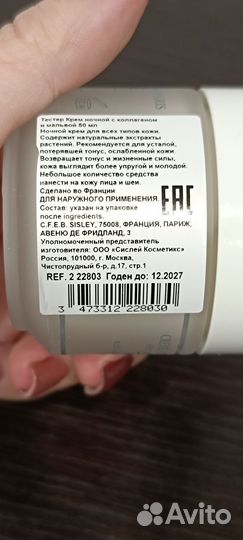 Тестер Крем ночной с коллагеном
и мальвой 50 мл
Ночной крем для всех типов кожи.
Содержит натуральные экстракты
растений. Рекомендуется для усталой,
потерявшей тонус, ослабленной кожи.
Возвращает тонус и жизненные силы,
кожа выглядит более упругой и молодой.
Небольшое количество средства
нанести на кожу лица и шеи.
Сделано во Франции
ДЛЯ НАРУЖНОГО ПРИМЕНЕНИЯ.
Состав: указан на упаковке
после ingredients.
C.F.E.B. SISLEY, 75008, ФРАНЦИЯ, ПАРИЖ,
АВЕНЮ ДЕ ФРИДЛАНД, 3
Уполномоченный представитель
изготовителя: ООО «Сислей Косметикс»
Россия, 101000, г. Москва,
Чистопрудный б-р, д.17, стр.1
EAC
REF. 2 22803 Годен до: 12.2027
3 473312 228030
Avito